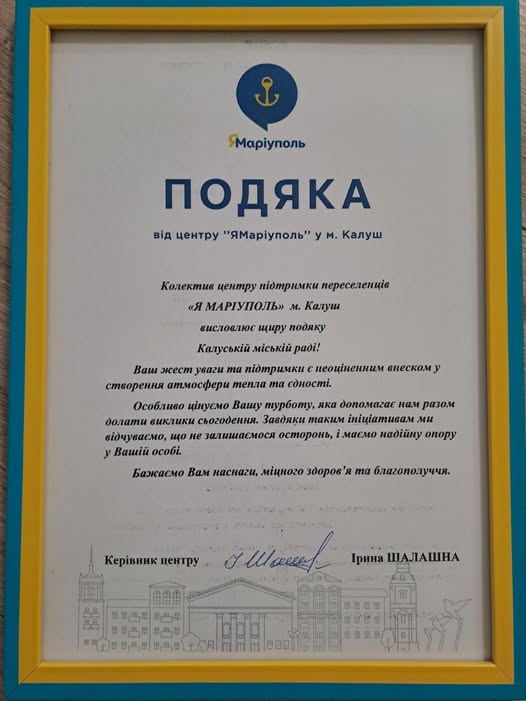 ЯМаріуполь
ПОДЯКА
від центру "ЯМаріуполь" у м. Калуш
Колектив центру підтримки переселенців
«Я МАРІУПОЛЬ» м. Калуш
висловлює щиру подяку
Калуській міській раді!
Ваш жест уваги та підтримки є неоціненним внеском у
створення атмосфери тепла та єдності.
Особливо цінуємо Вашу турботу, яка допомагає нам разом
долати виклики сьогодення. Завдяки таким ініціативам ми
відчуваємо, що не залишаємося осторонь, і маємо надійну опору
у Вашій особі.
Бажаємо Вам наснаги, міцного здоров’я та благополуччя.
Керівник центру Ірина ШАЛАШНА